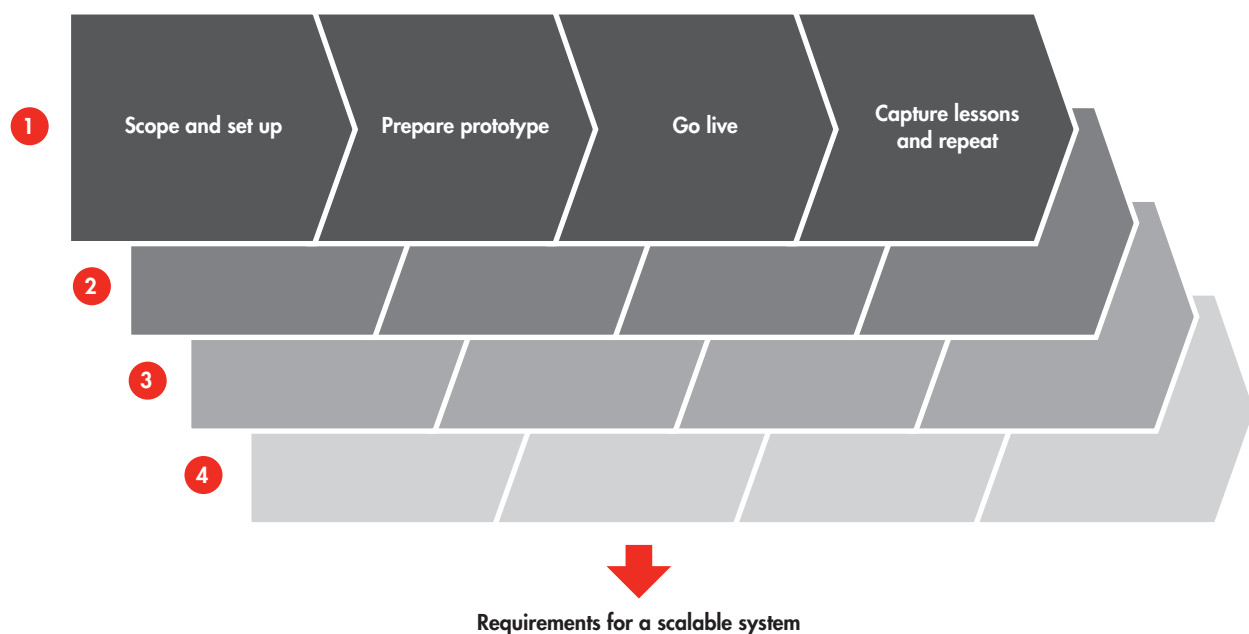 1
Scope and set up
Prepare prototype
Go live
Capture lessons
and repeat
2
3
4
Requirements for a scalable system